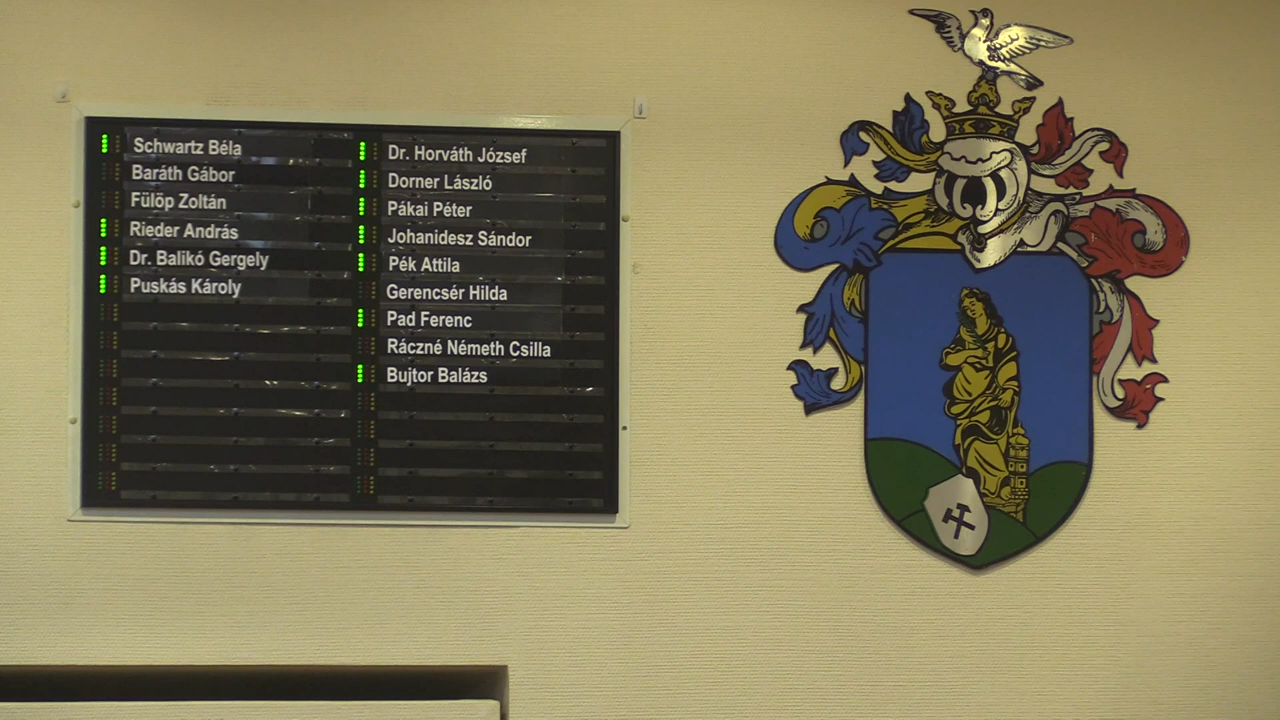 Schwartz Béla
Baráth Gábor
Fülöp Zoltán
Rieder András
Dr. Balikó Gergely
Puskás Károly
Dr. Horváth József
Dorner László
Pákai Péter
Johanidesz Sándor
Pék Attila
Gerencsér Hilda
Pad Ferenc
Ráczné Németh Csilla
Bujtor Balázs